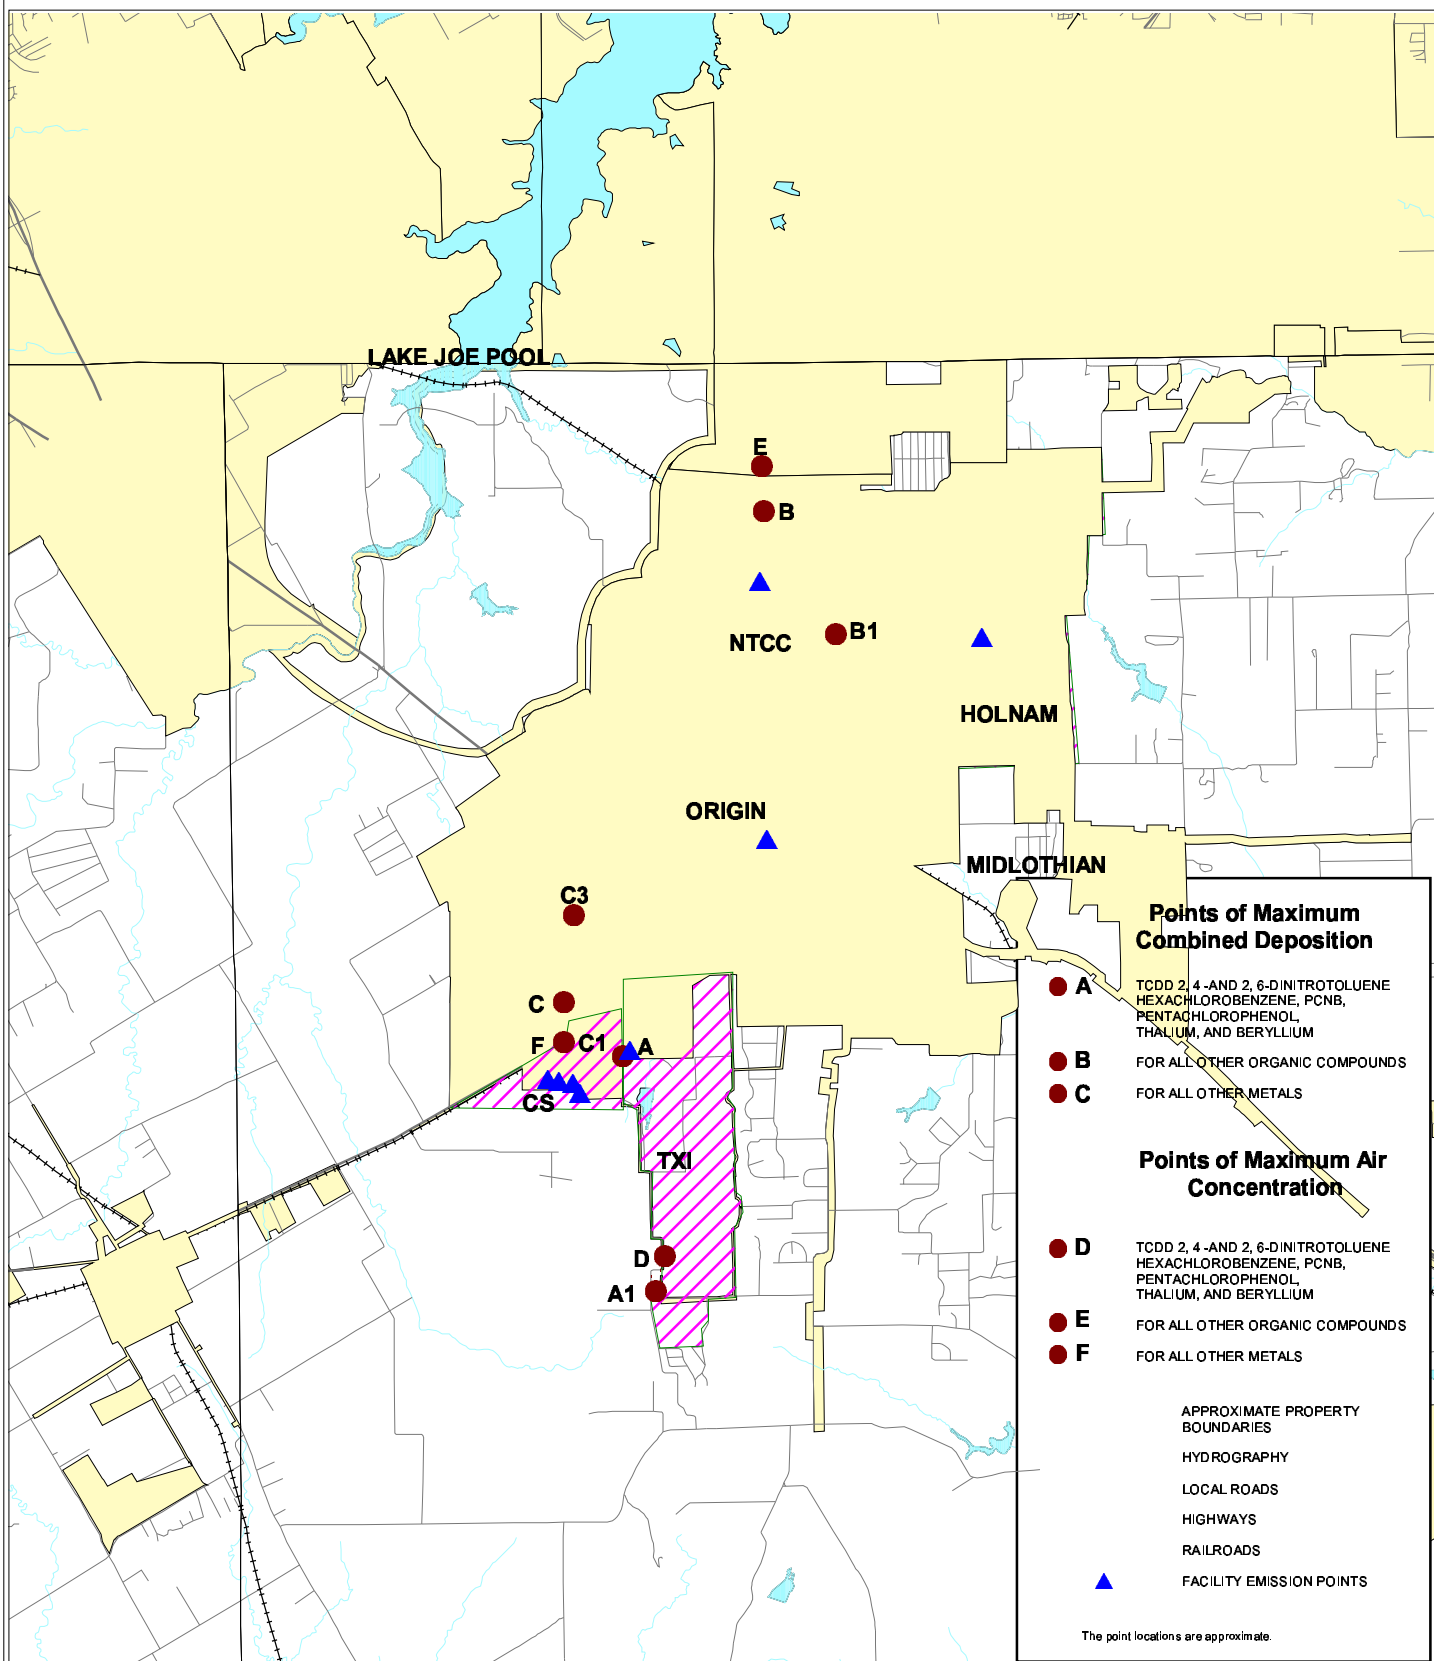 LAKE JOE POOL
E
B
B1
NTCC
HOLNAM
ORIGIN
MIDLOTHIAN
C3
C
F
C1
A
CS
TXI
D
A1
Points of Maximum
Combined Deposition
A
TCDD 2, 4 -AND 2, 6-DINITROTOLUENE
HEXACHLOROBENZENE, PCNB,
PENTACHLOROPHENOL,
THALIUM, AND BERYLLIUM
B
FOR ALL OTHER ORGANIC COMPOUNDS
C
FOR ALL OTHER METALS
Points of Maximum Air
Concentration
D
TCDD 2, 4 -AND 2, 6-DINITROTOLUENE
HEXACHLOROBENZENE, PCNB,
PENTACHLOROPHENOL,
THALIUM, AND BERYLLIUM
E
FOR ALL OTHER ORGANIC COMPOUNDS
F
FOR ALL OTHER METALS
APPROXIMATE PROPERTY
BOUNDARIES
HYDROGRAPHY
LOCAL ROADS
HIGHWAYS
RAILROADS
FACILITY EMISSION POINTS
The point locations are approximate.